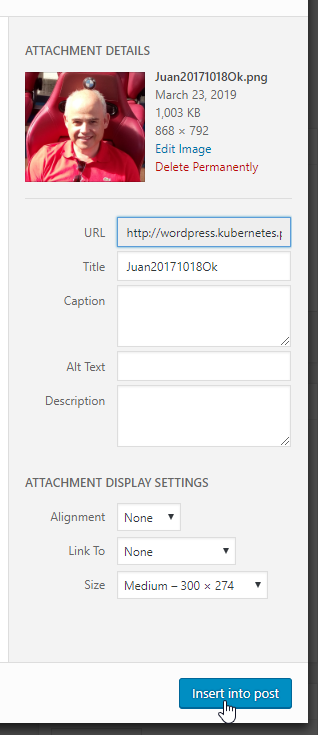 ATTACHMENT DETAILS
Juan20171018Ok.png
March 23, 2019
1,003 KB
868 × 792
Edit Image
Delete Permanently
URL http://wordpress.kubernetes.p
Title Juan20171018Ok
Caption
Alt Text
Description
ATTACHMENT DISPLAY SETTINGS
Alignment None
Link To None
Size Medium – 300 × 274
Insert into post